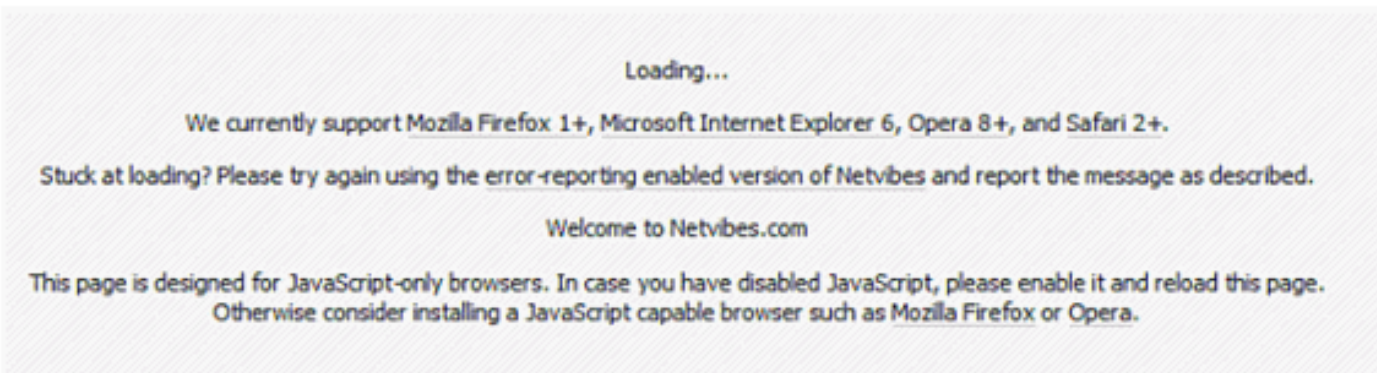 Loading...
We currently support Mozilla Firefox 1+, Microsoft Internet Explorer 6, Opera 8+, and Safari 2+.
Stuck at loading? Please try again using the error-reporting enabled version of Netvibes and report the message as described.
Welcome to Netvibes.com
This page is designed for JavaScript-only browsers. In case you have disabled JavaScript, please enable it and reload this page.
Otherwise consider installing a JavaScript capable browser such as Mozilla Firefox or Opera.